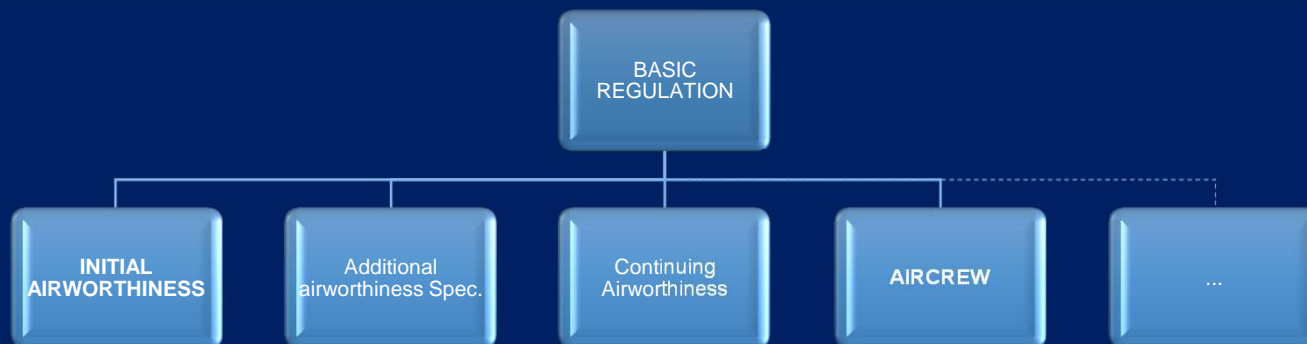 BASIC
REGULATION
INITIAL
AIRWORTHINESS
Additional
airworthiness Spec.
Continuing
Airworthiness
AIRCREW
...